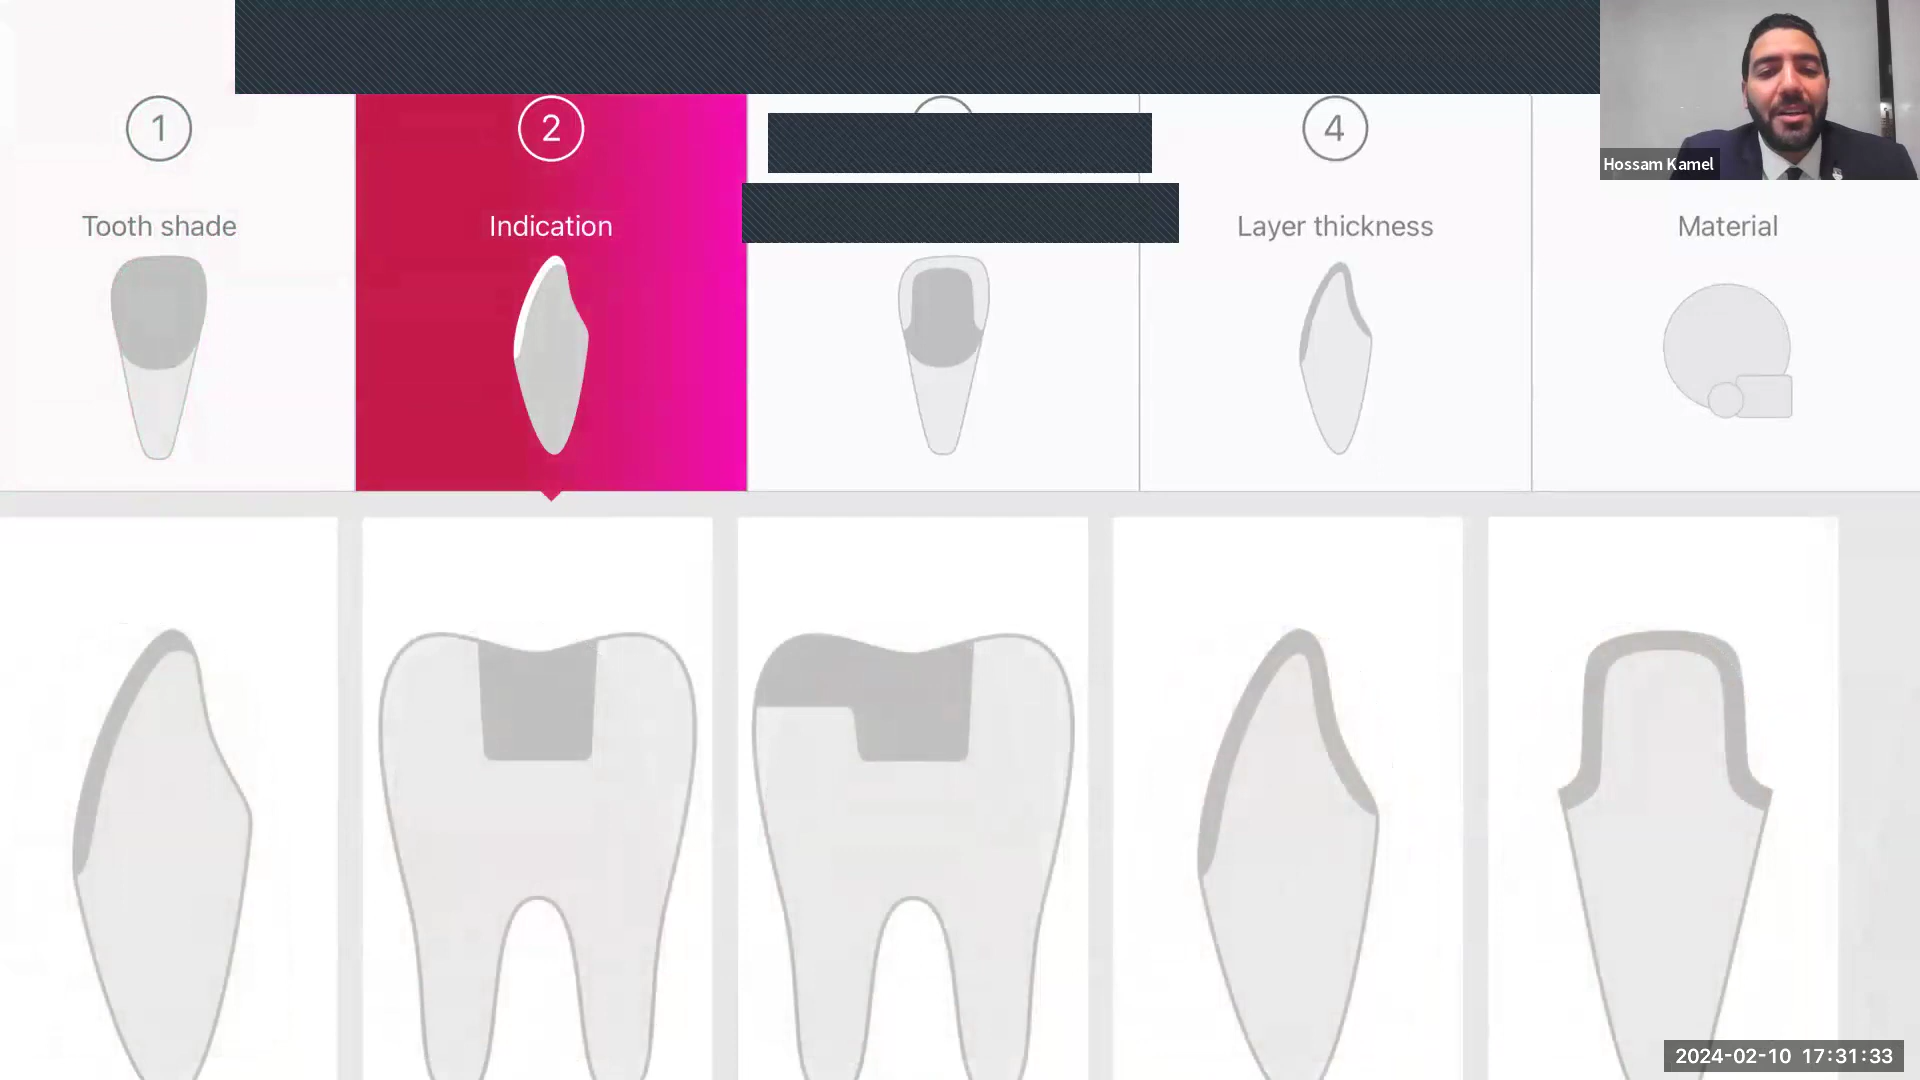 1
2
4
Hossam Kamel
Tooth shade
Indication
Layer thickness
Material
2024-02-10 17:31:33